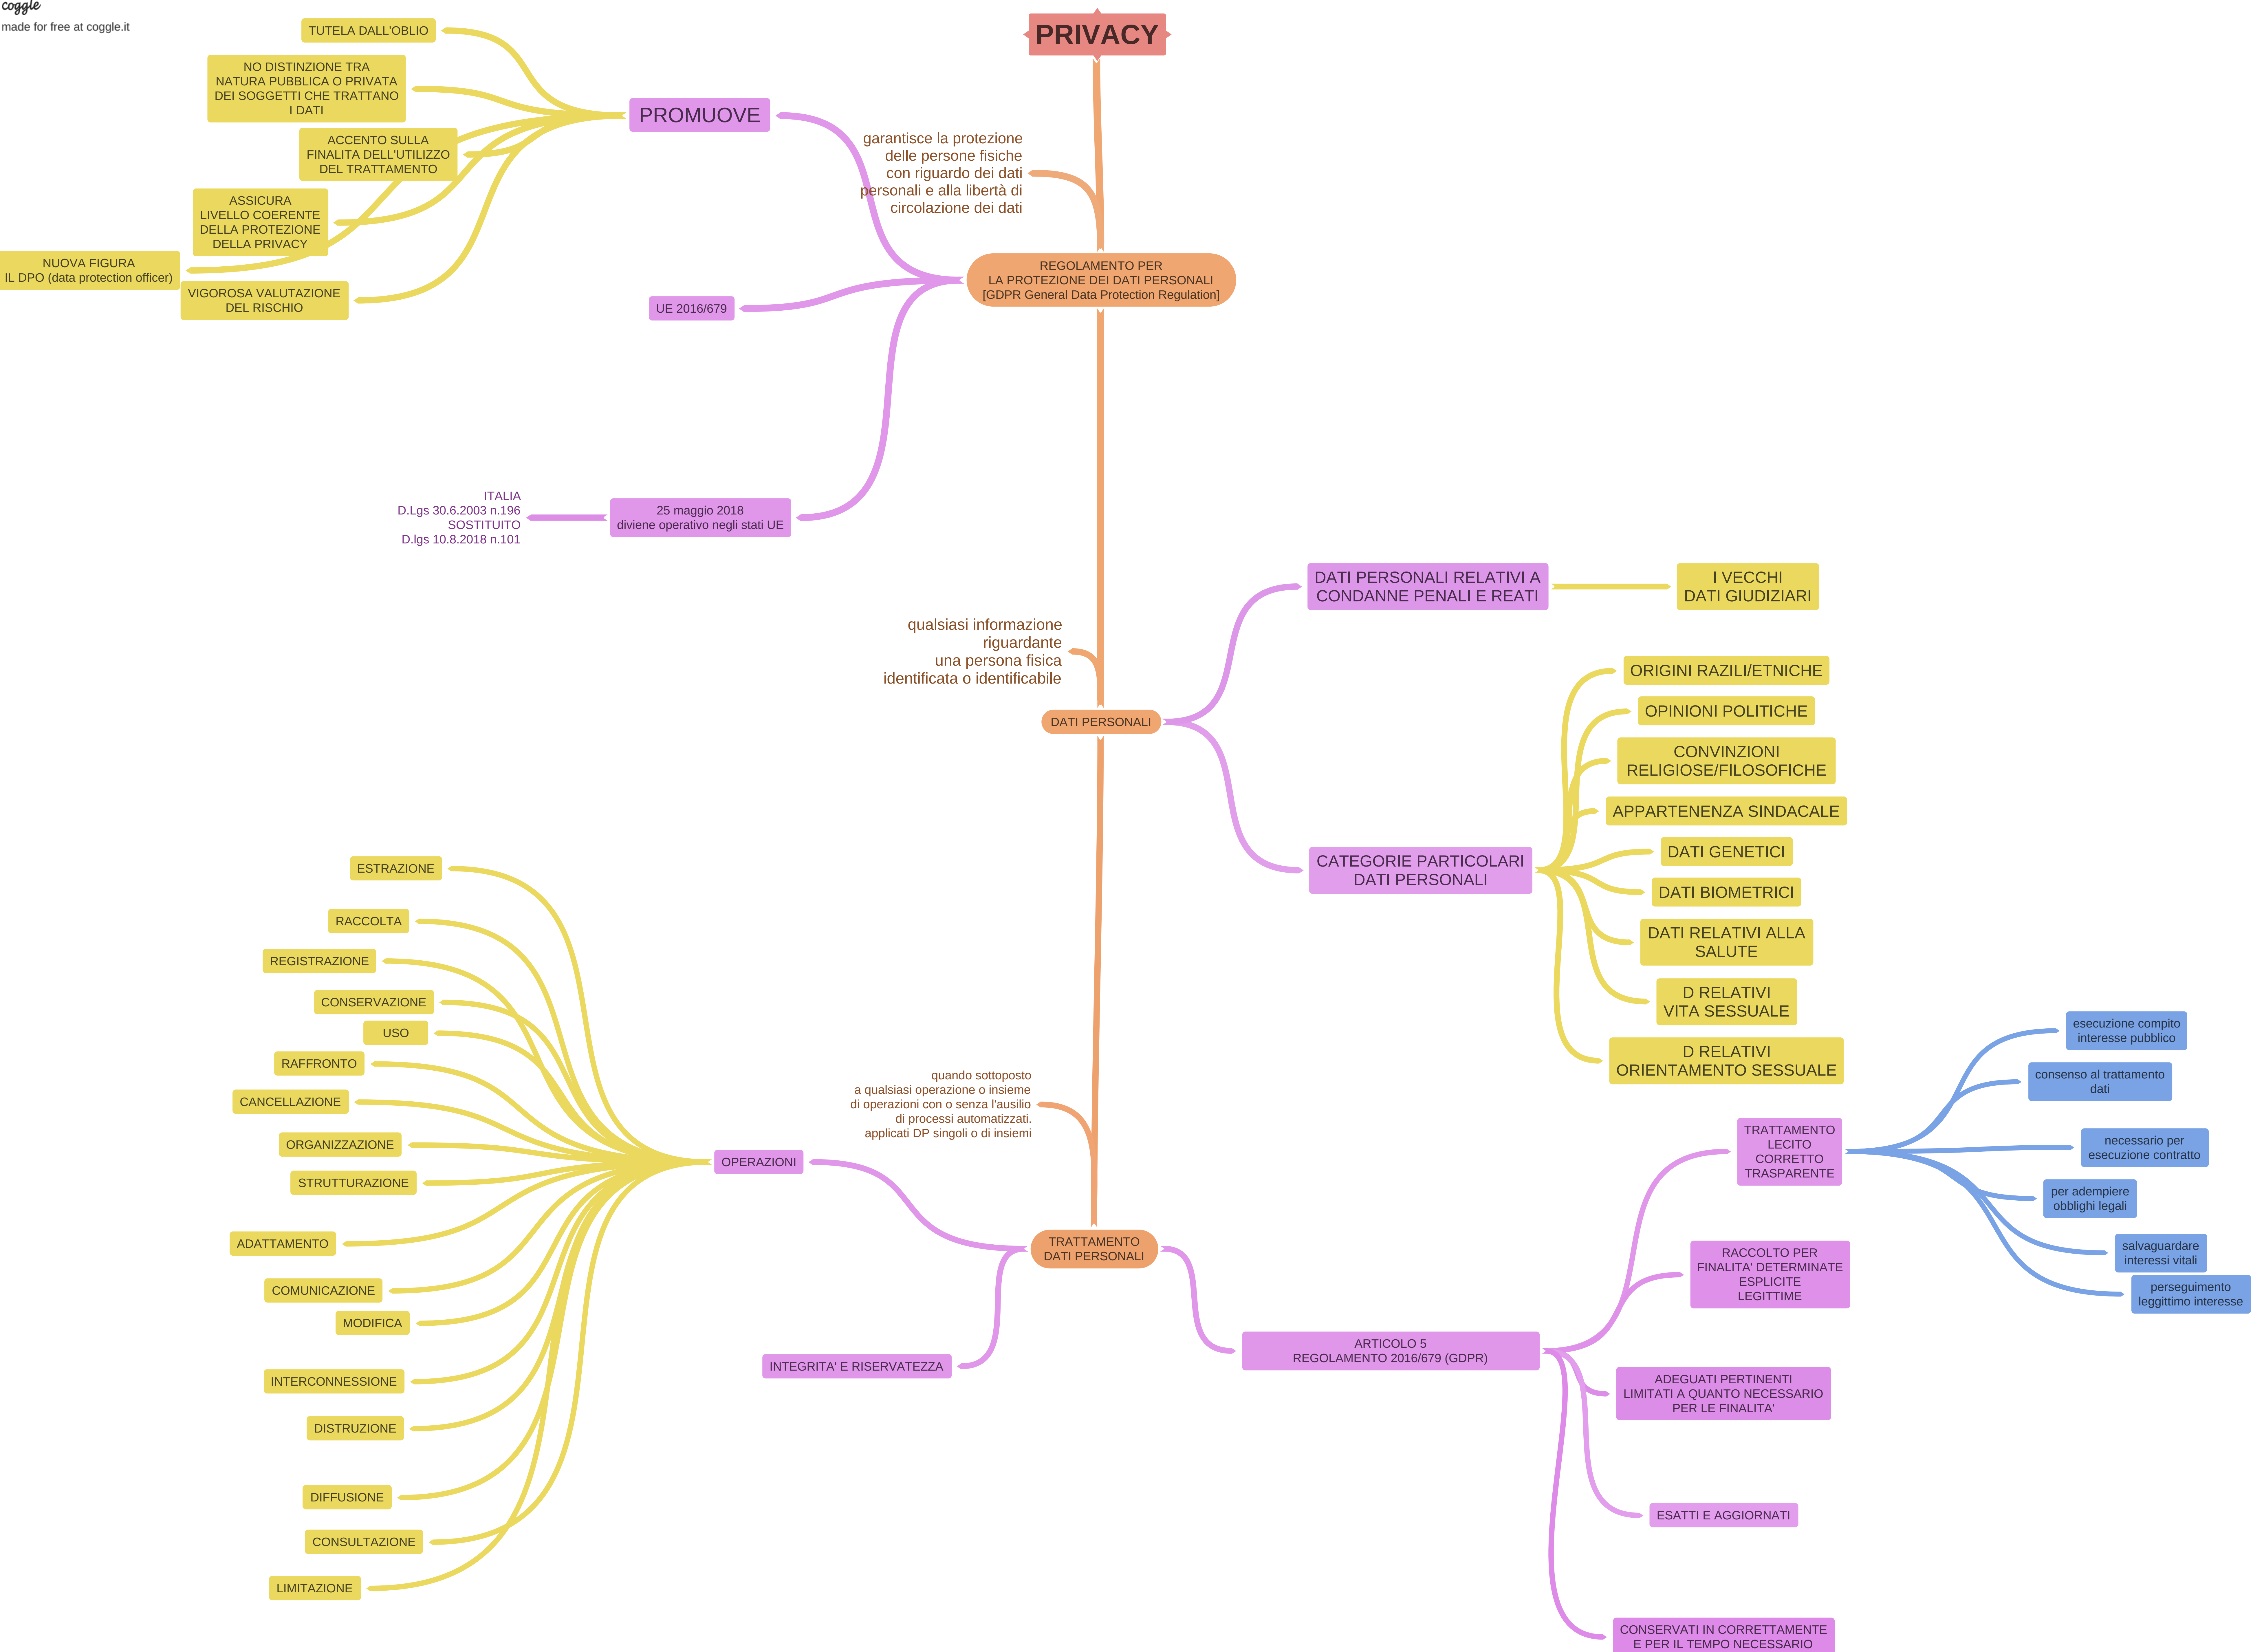 coggle
made for free at coggle.it
PRIVACY
garantisce la protezione
delle persone fisiche
con riguardo dei dati
personali e alla libertà di
circolazione dei dati
REGOLAMENTO PER
LA PROTEZIONE DEI DATI PERSONALI
[GDPR General Data Protection Regulation]
PROMUOVE
TUTELA DALL'OBLIO
NO DISTINZIONE TRA
NATURA PUBBLICA O PRIVATA
DEI SOGGETTI CHE TRATTANO
I DATI
ACCENTO SULLA
FINALITA DELL'UTILIZZO
DEL TRATTAMENTO
ASSICURA
LIVELLO COERENTE
DELLA PROTEZIONE
DELLA PRIVACY
NUOVA FIGURA
IL DPO (data protection officer)
VIGOROSA VALUTAZIONE
DEL RISCHIO
UE 2016/679
25 maggio 2018
diviene operativo negli stati UE
ITALIA
D.Lgs 30.6.2003 n.196
SOSTITUITO
D.lgs 10.8.2018 n.101
qualsiasi informazione
riguardante
una persona fisica
identificata o identificabile
DATI PERSONALI
DATI PERSONALI RELATIVI A
CONDANNE PENALI E REATI
I VECCHI
DATI GIUDIZIARI
CATEGORIE PARTICOLARI
DATI PERSONALI
ORIGINI RAZILI/ETNICHE
OPINIONI POLITICHE
CONVINZIONI
RELIGIOSE/FILOSOFICHE
APPARTENENZA SINDACALE
DATI GENETICI
DATI BIOMETRICI
DATI RELATIVI ALLA
SALUTE
D RELATIVI
VITA SESSUALE
D RELATIVI
ORIENTAMENTO SESSUALE
quando sottoposto
a qualsiasi operazione o insieme
di operazioni con o senza l'ausilio
di processi automatizzati.
applicati DP singoli o di insiemi
TRATTAMENTO
DATI PERSONALI
OPERAZIONI
ESTRAZIONE
RACCOLTA
REGISTRAZIONE
CONSERVAZIONE
USO
RAFFRONTO
CANCELLAZIONE
ORGANIZZAZIONE
STRUTTURAZIONE
ADATTAMENTO
COMUNICAZIONE
MODIFICA
INTERCONNESSIONE
DISTRUZIONE
DIFFUSIONE
CONSULTAZIONE
LIMITAZIONE
INTEGRITA' E RISERVATEZZA
ARTICOLO 5
REGOLAMENTO 2016/679 (GDPR)
TRATTAMENTO
LECITO
CORRETTO
TRASPARENTE
esecuzione compito
interesse pubblico
consenso al trattamento
dati
necessario per
esecuzione contratto
per adempiere
obblighi legali
salvaguardare
interessi vitali
perseguimento
leggittimo interesse
RACCOLTO PER
FINALITA' DETERMINATE
ESPLICITE
LEGITTIME
ADEGUATI PERTINENTI
LIMITATI A QUANTO NECESSARIO
PER LE FINALITA'
ESATTI E AGGIORNATI
CONSERVATI IN CORRETTAMENTE
E PER IL TEMPO NECESSARIO